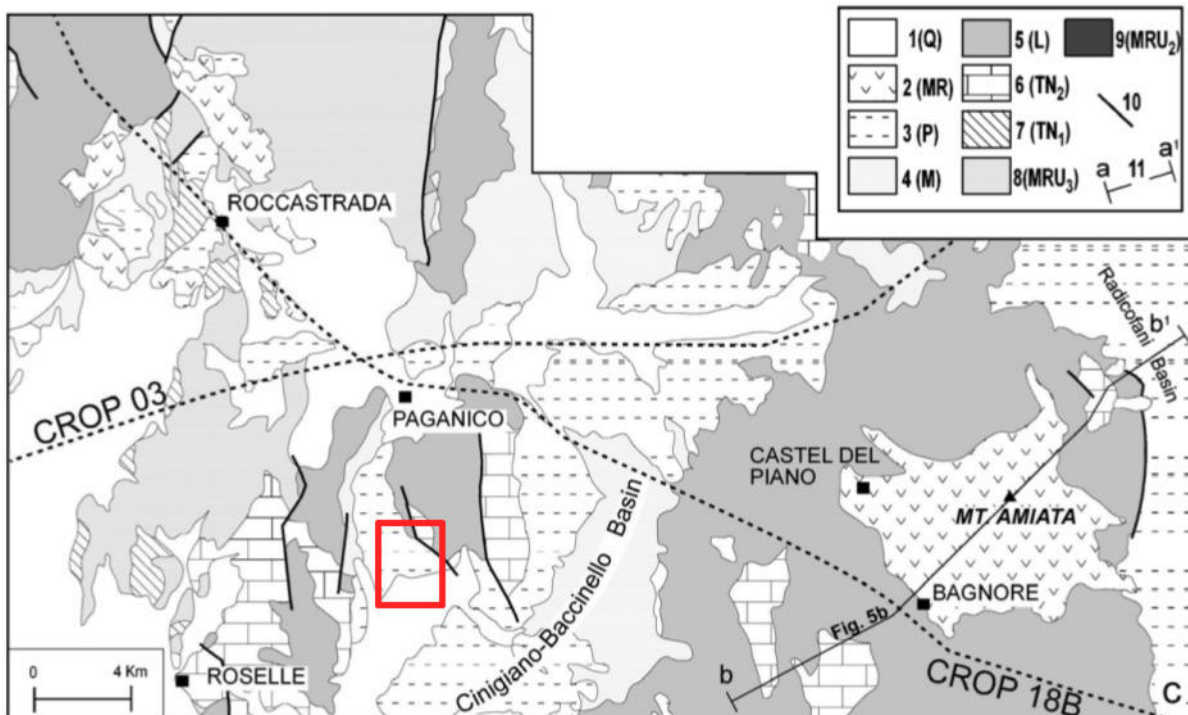 1(Q)
5 (L)
9(MRU₂)
2 (MR)
6 (TN₂)
10
3 (P)
7 (TN₁)
4 (M)
8(MRU₃)
a 11 a¹
ROCCASTRADA
Radicofani
Basin
b¹
CROP 03
PAGANICO
CASTEL DEL
PIANO
MT. AMIATA
Cinigiano-Baccinello Basin
BAGNORE
Fig. 5b
b
CROP 18B
C
0 4 Km
ROSELLE